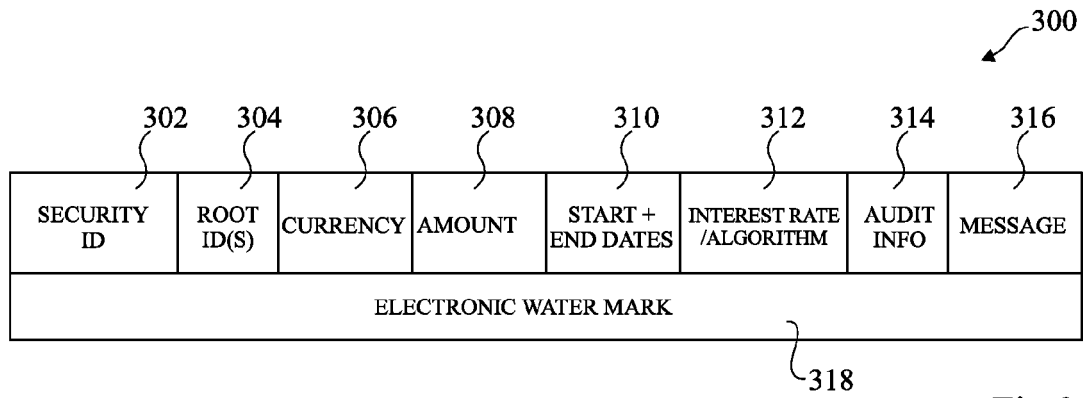 300
302 304 306 308 310 312 314 316
SECURITY ID
ROOT ID(S)
CURRENCY
AMOUNT
START + END DATES
INTEREST RATE /ALGORITHM
AUDIT INFO
MESSAGE
ELECTRONIC WATER MARK
318